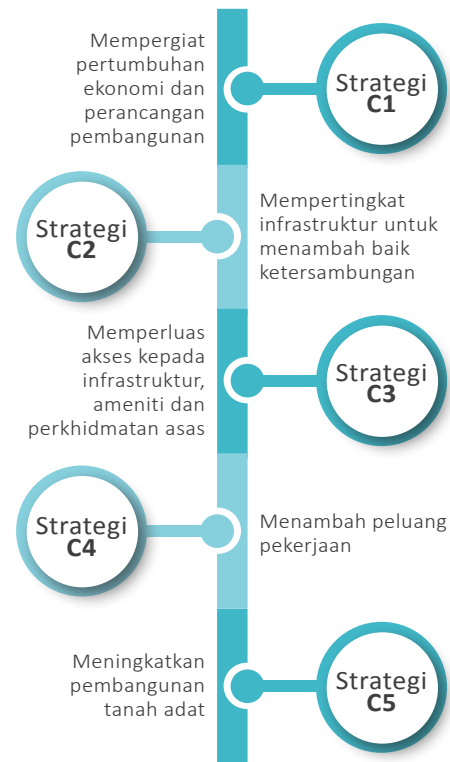 Mempergiat
pertumbuhan
ekonomi dan
perancangan
pembangunan
Strategi
C1
Strategi
C2
Mempertingkat
infrastruktur untuk
menambah baik
ketersambungan
Memperluas
akses kepada
infrastruktur,
ameniti dan
perkhidmatan asas
Strategi
C3
Strategi
C4
Menambah peluang
pekerjaan
Meningkatkan
pembangunan
tanah adat
Strategi
C5